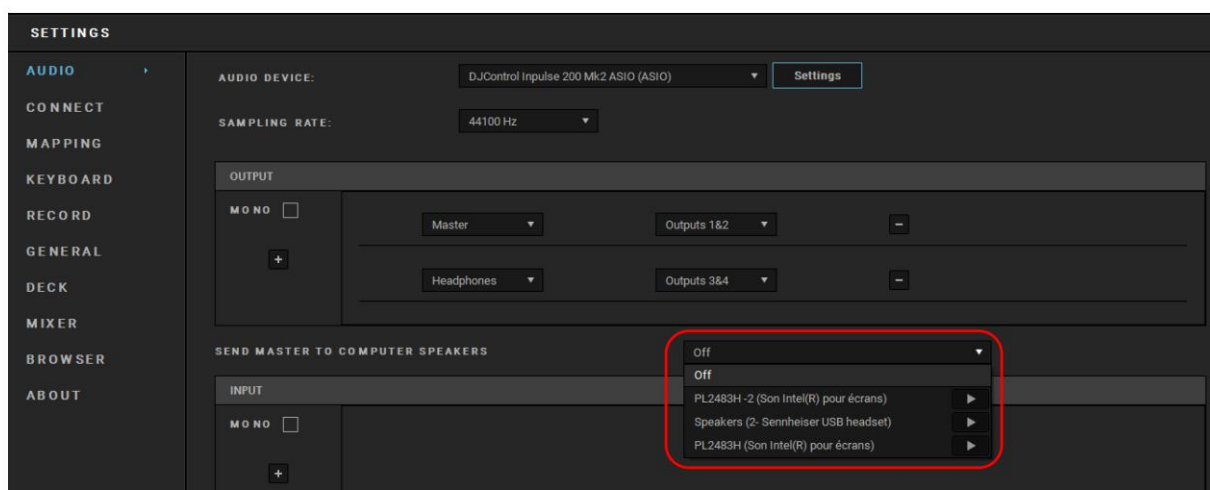 SETTINGS
AUDIO
CONNECT
MAPPING
KEYBOARD
RECORD
GENERAL
DECK
MIXER
BROWSER
ABOUT
AUDIO DEVICE: DJControl Inpulse 200 Mk2 ASIO (ASIO) Settings
SAMPLING RATE: 44100 Hz
OUTPUT
MONO
Master Outputs 1&2 -
+
Headphones Outputs 3&4 -
SEND MASTER TO COMPUTER SPEAKERS Off
Off
PL2483H -2 (Son Intel(R) pour écrans)
Speakers (2- Sennheiser USB headset)
PL2483H (Son Intel(R) pour écrans)
INPUT
MONO
+